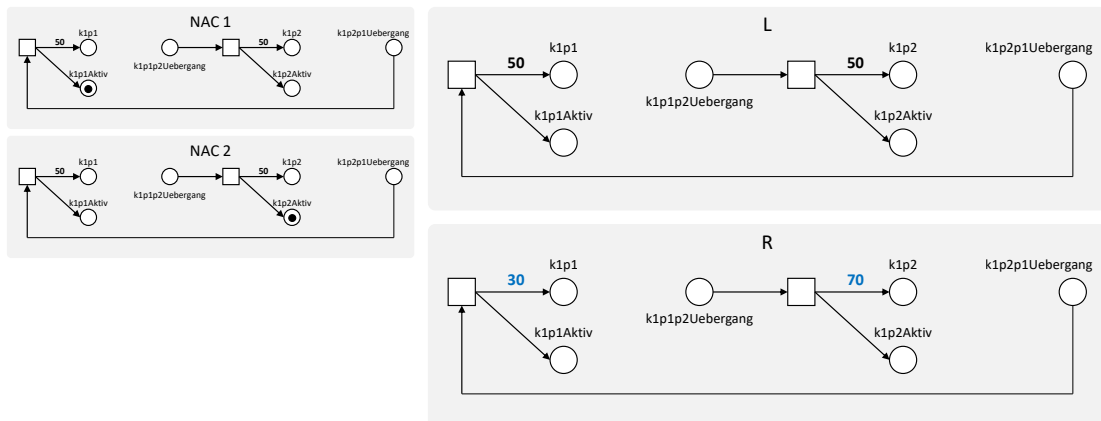 NAC 1
50 k1p1 50 k1p2 k1p2p1Uebergang
k1p1p2Uebergang
k1p1Aktiv k1p2Aktiv
NAC 2
50 k1p1 50 k1p2 k1p2p1Uebergang
k1p1p2Uebergang
k1p1Aktiv k1p2Aktiv
L
50 k1p1 50 k1p2 k1p2p1Uebergang
k1p1p2Uebergang
k1p1Aktiv k1p2Aktiv
R
30 k1p1 70 k1p2 k1p2p1Uebergang
k1p1p2Uebergang
k1p1Aktiv k1p2Aktiv